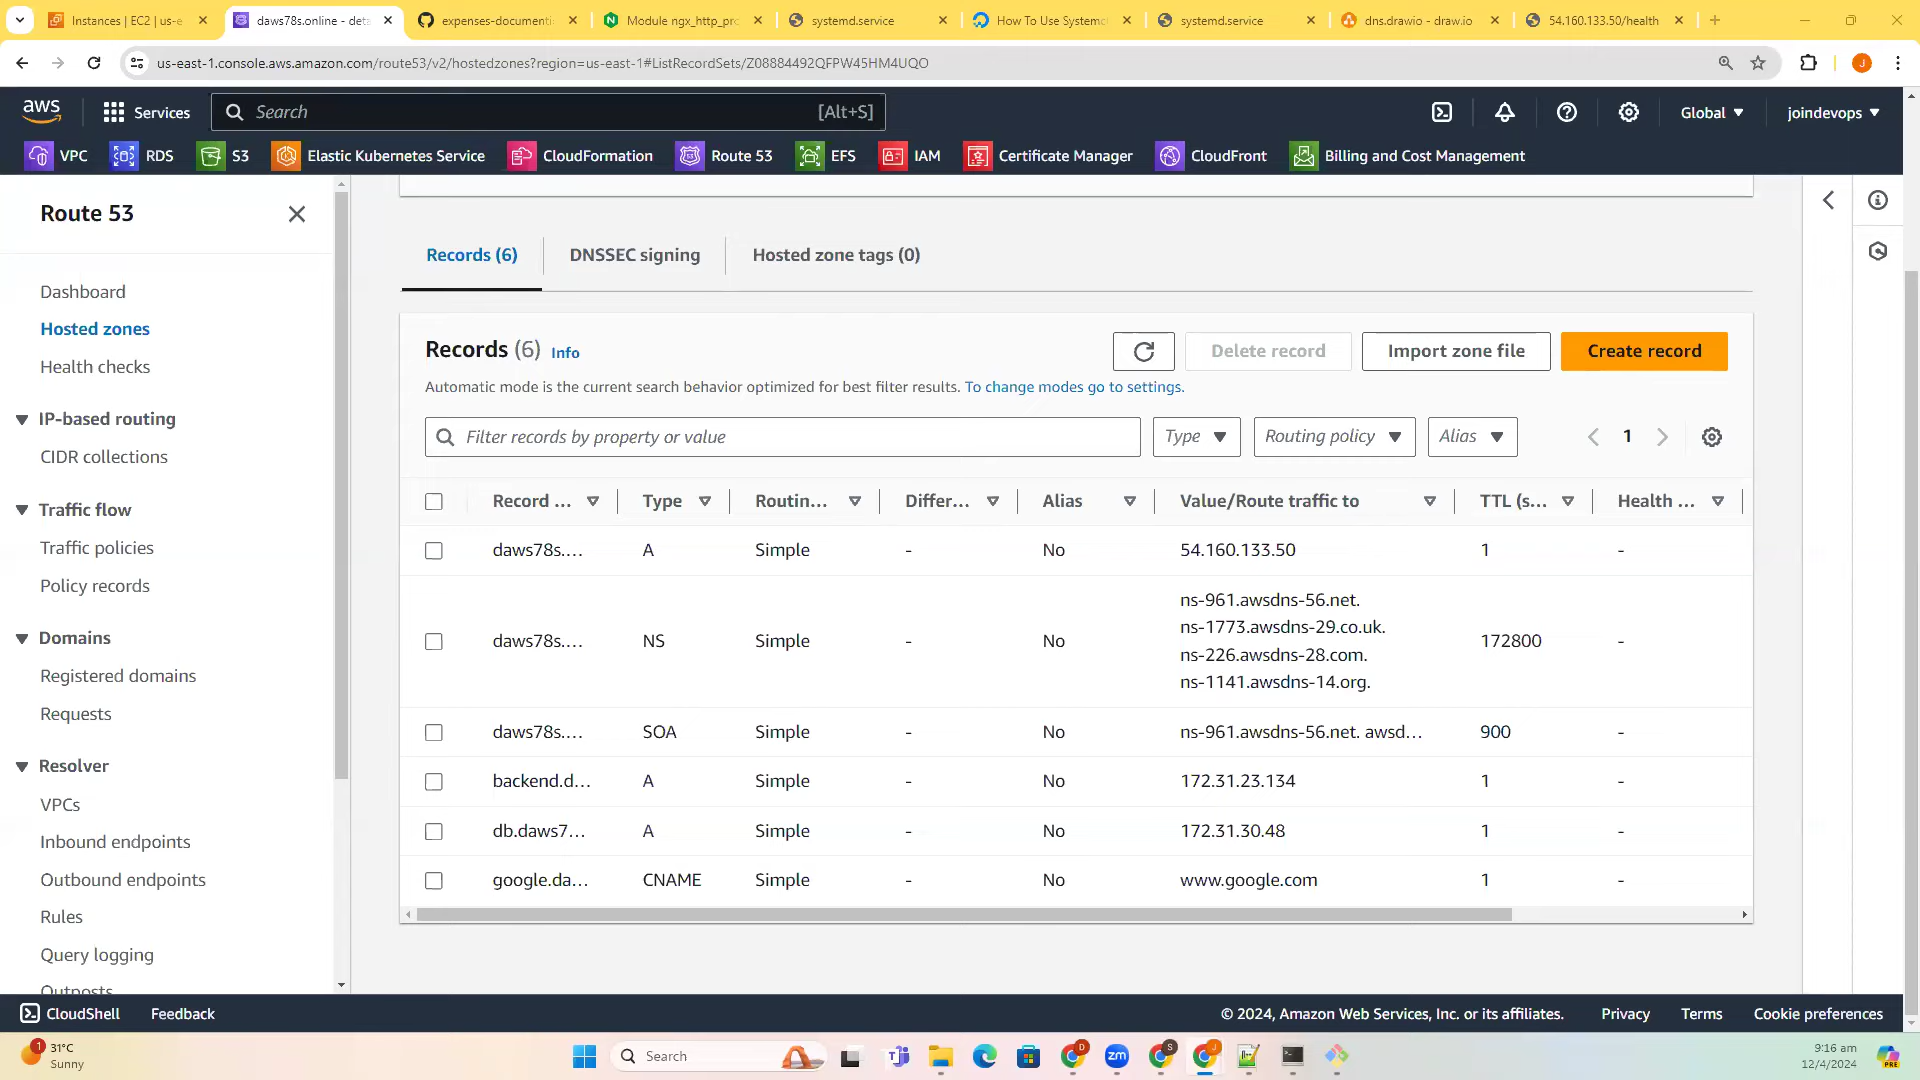 Instances | EC2 | us-e
daws78s.online - deta
expenses-documenti
Module ngx_http_pro
systemd.service
How To Use Systemc
systemd.service
dns.drawio - draw.io
54.160.133.50/health
us-east-1.console.aws.amazon.com/route53/v2/hostedzones?region=us-east-1#ListRecordSets/Z08884492QFPW45HM4UQO
J
aws
Services
Search
[Alt+S]
Global
joindevops
VPC
RDS
S3
Elastic Kubernetes Service
CloudFormation
Route 53
EFS
IAM
Certificate Manager
CloudFront
Billing and Cost Management
Route 53
Dashboard
Hosted zones
Health checks
IP-based routing
CIDR collections
Traffic flow
Traffic policies
Policy records
Domains
Registered domains
Requests
Resolver
VPCs
Inbound endpoints
Outbound endpoints
Rules
Query logging
Outposts
Records (6)
DNSSEC signing
Hosted zone tags (0)
Records (6) Info
Delete record
Import zone file
Create record
Automatic mode is the current search behavior optimized for best filter results. To change modes go to settings.
Filter records by property or value
Type
Routing policy
Alias
1
Record ... Type Routin... Differ... Alias Value/Route traffic to TTL (s... Health ...
daws78s.... A Simple - No 54.160.133.50 1 -
ns-961.awsdns-56.net.
ns-1773.awsdns-29.co.uk.
daws78s.... NS Simple - No 172800 -
ns-226.awsdns-28.com.
ns-1141.awsdns-14.org.
daws78s.... SOA Simple - No ns-961.awsdns-56.net. awsd... 900 -
backend.d... A Simple - No 172.31.23.134 1 -
db.daws7... A Simple - No 172.31.30.48 1 -
google.da... CNAME Simple - No www.google.com 1 -
CloudShell
Feedback
© 2024, Amazon Web Services, Inc. or its affiliates.
Privacy
Terms
Cookie preferences
1
31°C
Sunny
Search
D
zm
S
J
9:16 am
12/4/2024
PRE